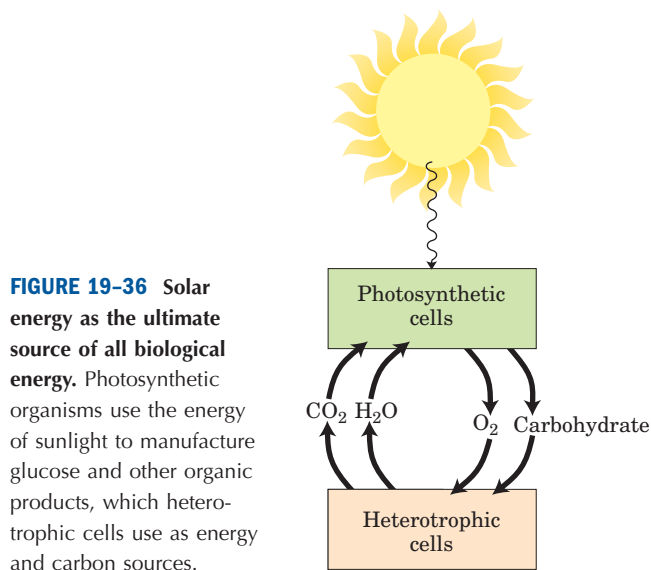 FIGURE 19–36 Solar
energy as the ultimate
source of all biological
energy. Photosynthetic
organisms use the energy
of sunlight to manufacture
glucose and other organic
products, which hetero-
trophic cells use as energy
and carbon sources.
Photosynthetic
cells
CO2 H2O O2 Carbohydrate
Heterotrophic
cells